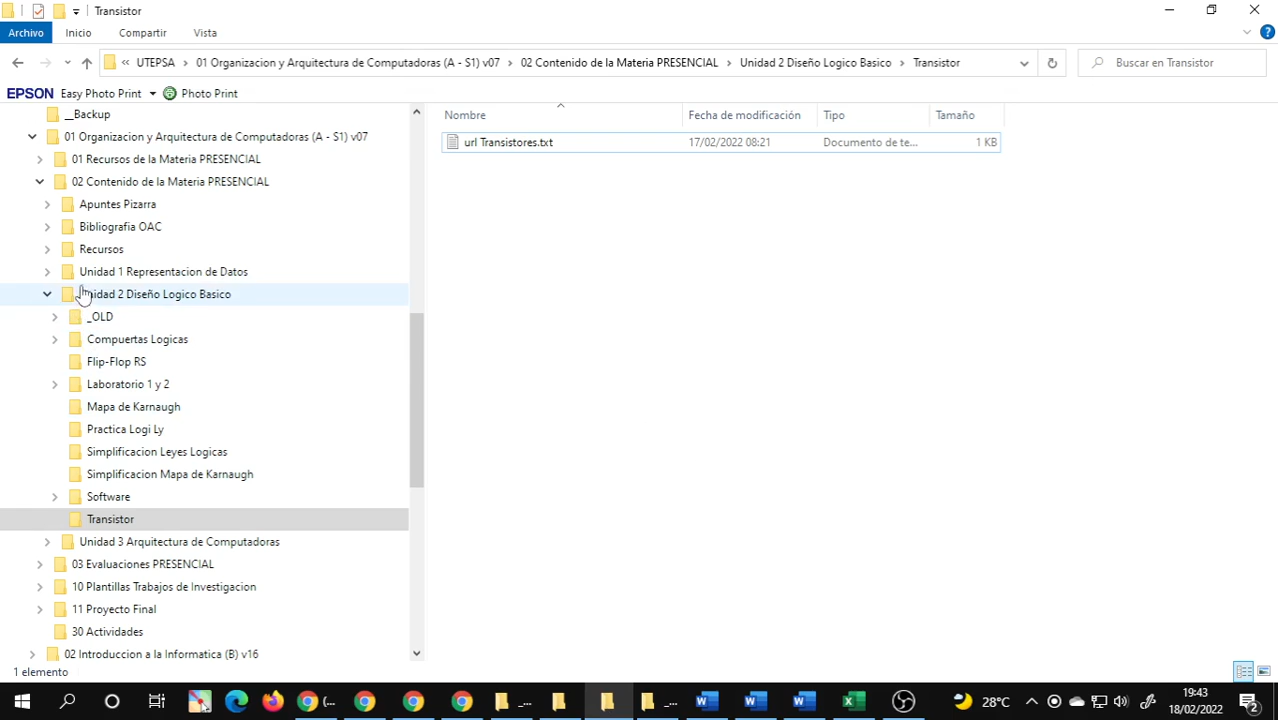 Transistor
Archivo Inicio Compartir Vista
« UTEPSA › 01 Organizacion y Arquitectura de Computadoras (A - S1) v07 › 02 Contenido de la Materia PRESENCIAL › Unidad 2 Diseño Logico Basico › Transistor
Buscar en Transistor
EPSON Easy Photo Print Photo Print
__Backup
01 Organizacion y Arquitectura de Computadoras (A - S1) v07
01 Recursos de la Materia PRESENCIAL
02 Contenido de la Materia PRESENCIAL
Apuntes Pizarra
Bibliografia OAC
Recursos
Unidad 1 Representacion de Datos
Unidad 2 Diseño Logico Basico
_OLD
Compuertas Logicas
Flip-Flop RS
Laboratorio 1 y 2
Mapa de Karnaugh
Practica Logi Ly
Simplificacion Leyes Logicas
Simplificacion Mapa de Karnaugh
Software
Transistor
Unidad 3 Arquitectura de Computadoras
03 Evaluaciones PRESENCIAL
10 Plantillas Trabajos de Investigacion
11 Proyecto Final
30 Actividades
02 Introduccion a la Informatica (B) v16
Nombre Fecha de modificación Tipo Tamaño
url Transistores.txt 17/02/2022 08:21 Documento de te... 1 KB
1 elemento
(... _... _... 28°C 19:43
18/02/2022 2